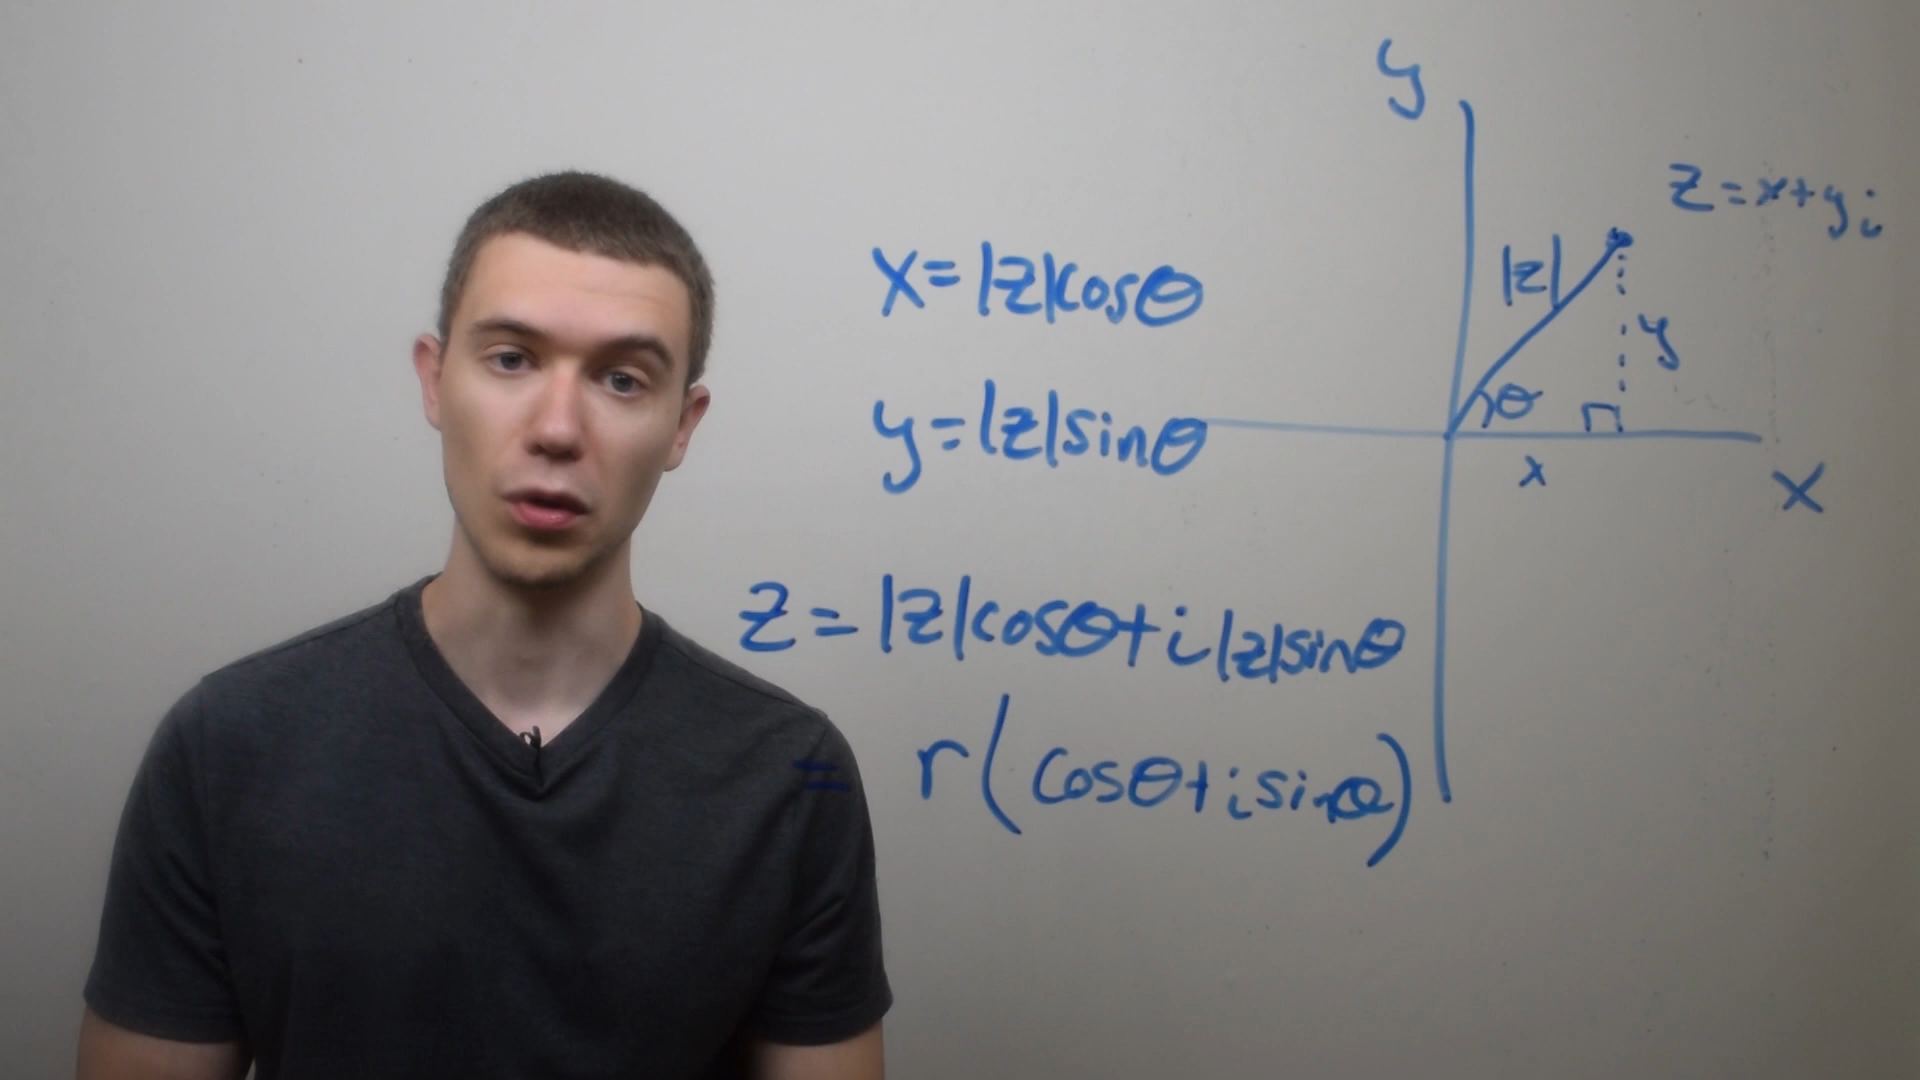 x=|z|cosθ
y=|z|sinθ
z=|z|cosθ+i|z|sinθ
= r(cosθ+isinθ)
y
z=x+yi
|z|
y
θ
x
x